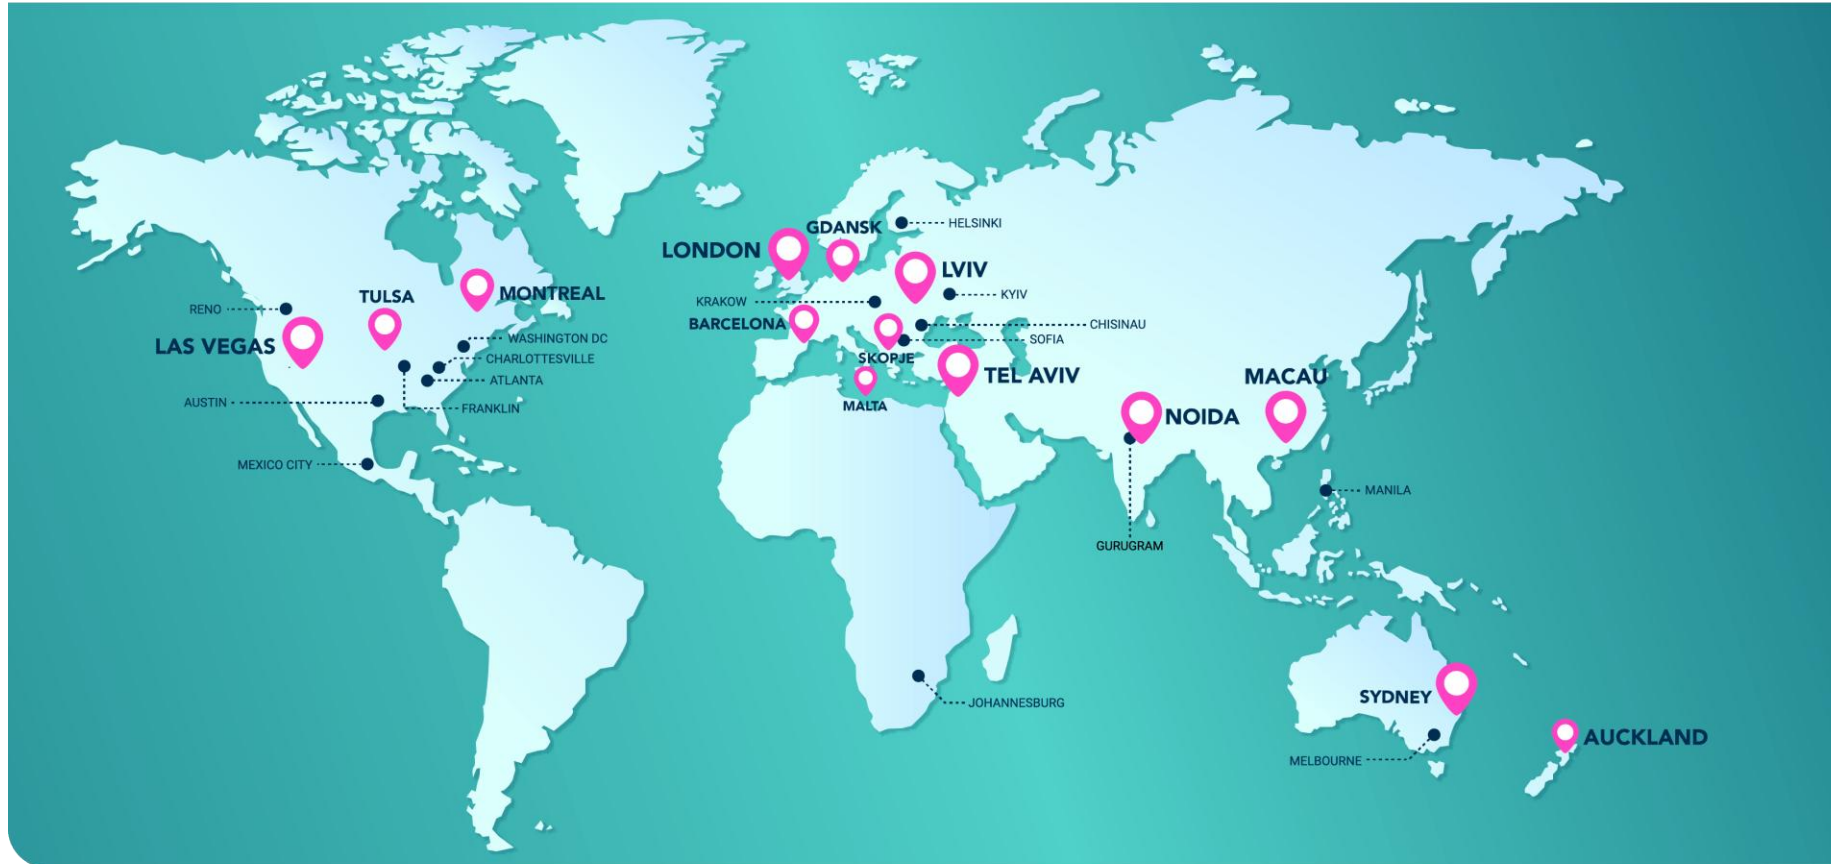 HELSINKI
GDANSK
LONDON
LVIV
KRAKOW
KYIV
BARCELONA
CHISINAU
SOFIA
SKOPJE
TEL AVIV
MALTA
MONTREAL
TULSA
RENO
LAS VEGAS
WASHINGTON DC
CHARLOTTESVILLE
ATLANTA
AUSTIN
FRANKLIN
MEXICO CITY
MACAU
NOIDA
MANILA
GURUGRAM
JOHANNESBURG
SYDNEY
AUCKLAND
MELBOURNE